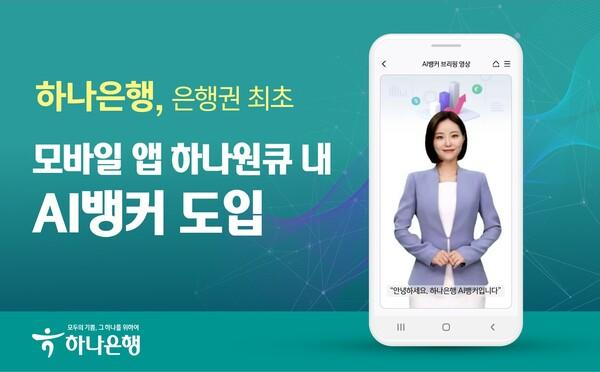 하나은행, 은행권 최초
모바일 앱 하나원큐 내
AI뱅커 도입
AI뱅커 브리핑 영상
"안녕하세요, 하나은행 AI뱅커입니다"
모두의 기쁨, 그 하나를 위하여
하나은행